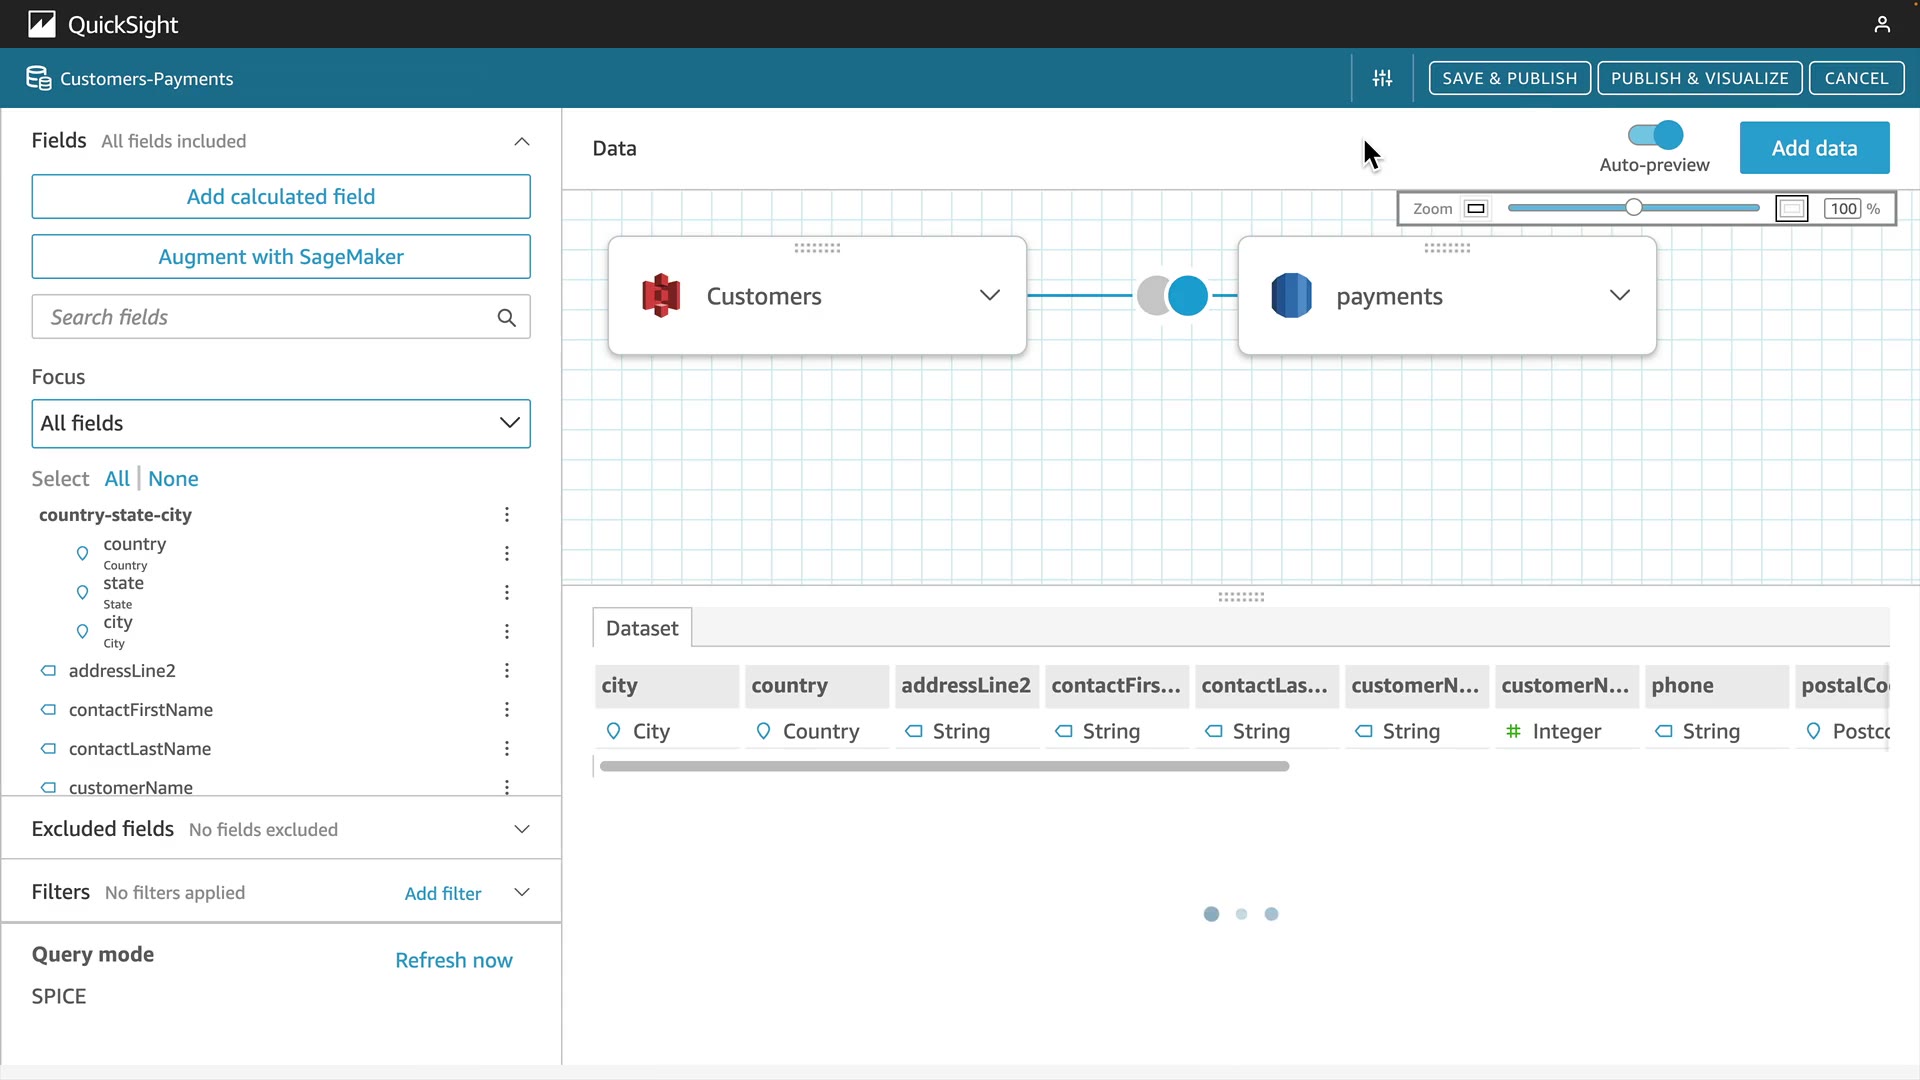 QuickSight
Customers-Payments
SAVE & PUBLISH
PUBLISH & VISUALIZE
CANCEL
Fields All fields included
Add calculated field
Augment with SageMaker
Search fields
Focus
All fields
Select All | None
country-state-city
country
Country
state
State
city
City
addressLine2
contactFirstName
contactLastName
customerName
Excluded fields No fields excluded
Filters No filters applied Add filter
Query mode Refresh now
SPICE
Data
Auto-preview
Add data
Zoom 100 %
Customers
payments
Dataset
city country addressLine2 contactFirs... contactLas... customerN... customerN... phone postalCo
City Country String String String String # Integer String Postco